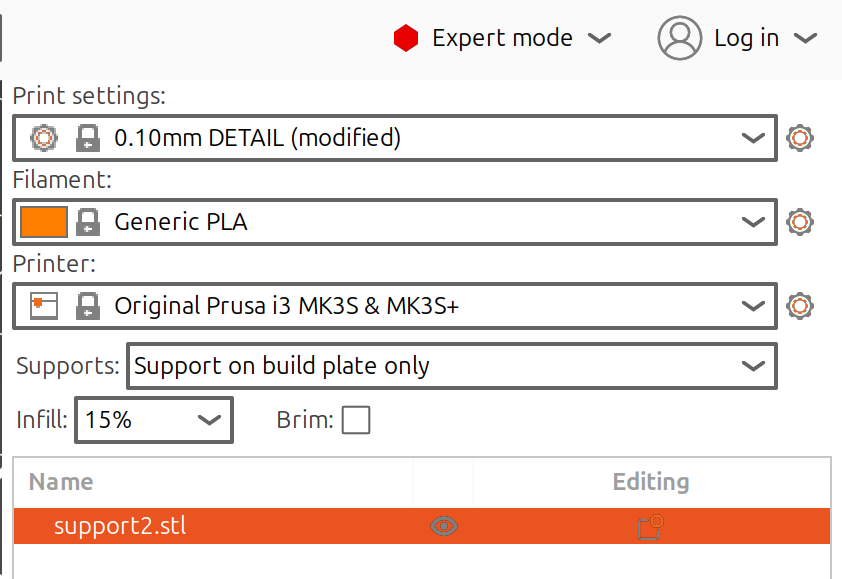 Expert mode Log in
Print settings:
0.10mm DETAIL (modified)
Filament:
Generic PLA
Printer:
Original Prusa i3 MK3S & MK3S+
Supports: Support on build plate only
Infill: 15% Brim:
Name Editing
support2.stl